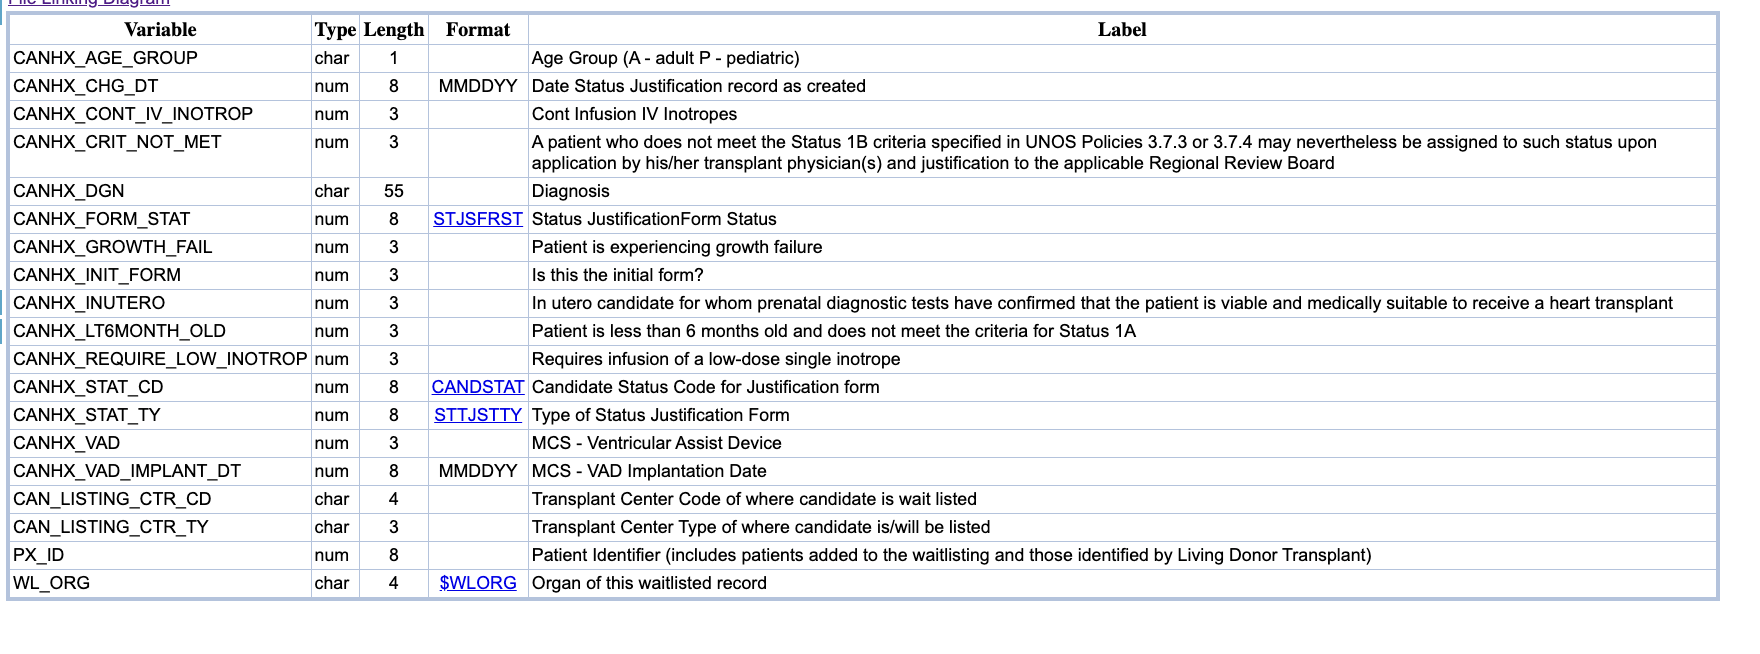 File Linking Diagram
Variable Type Length Format Label
CANHX_AGE_GROUP char 1 Age Group (A - adult P - pediatric)
CANHX_CHG_DT num 8 MMDDYY Date Status Justification record as created
CANHX_CONT_IV_INOTROP num 3 Cont Infusion IV Inotropes
CANHX_CRIT_NOT_MET num 3 A patient who does not meet the Status 1B criteria specified in UNOS Policies 3.7.3 or 3.7.4 may nevertheless be assigned to such status upon
application by his/her transplant physician(s) and justification to the applicable Regional Review Board
CANHX_DGN char 55 Diagnosis
CANHX_FORM_STAT num 8 STJSFRST Status JustificationForm Status
CANHX_GROWTH_FAIL num 3 Patient is experiencing growth failure
CANHX_INIT_FORM num 3 Is this the initial form?
CANHX_INUTERO num 3 In utero candidate for whom prenatal diagnostic tests have confirmed that the patient is viable and medically suitable to receive a heart transplant
CANHX_LT6MONTH_OLD num 3 Patient is less than 6 months old and does not meet the criteria for Status 1A
CANHX_REQUIRE_LOW_INOTROP num 3 Requires infusion of a low-dose single inotrope
CANHX_STAT_CD num 8 CANDSTAT Candidate Status Code for Justification form
CANHX_STAT_TY num 8 STTJSTTY Type of Status Justification Form
CANHX_VAD num 3 MCS - Ventricular Assist Device
CANHX_VAD_IMPLANT_DT num 8 MMDDYY MCS - VAD Implantation Date
CAN_LISTING_CTR_CD char 4 Transplant Center Code of where candidate is wait listed
CAN_LISTING_CTR_TY char 3 Transplant Center Type of where candidate is/will be listed
PX_ID num 8 Patient Identifier (includes patients added to the waitlisting and those identified by Living Donor Transplant)
WL_ORG char 4 $WLORG Organ of this waitlisted record